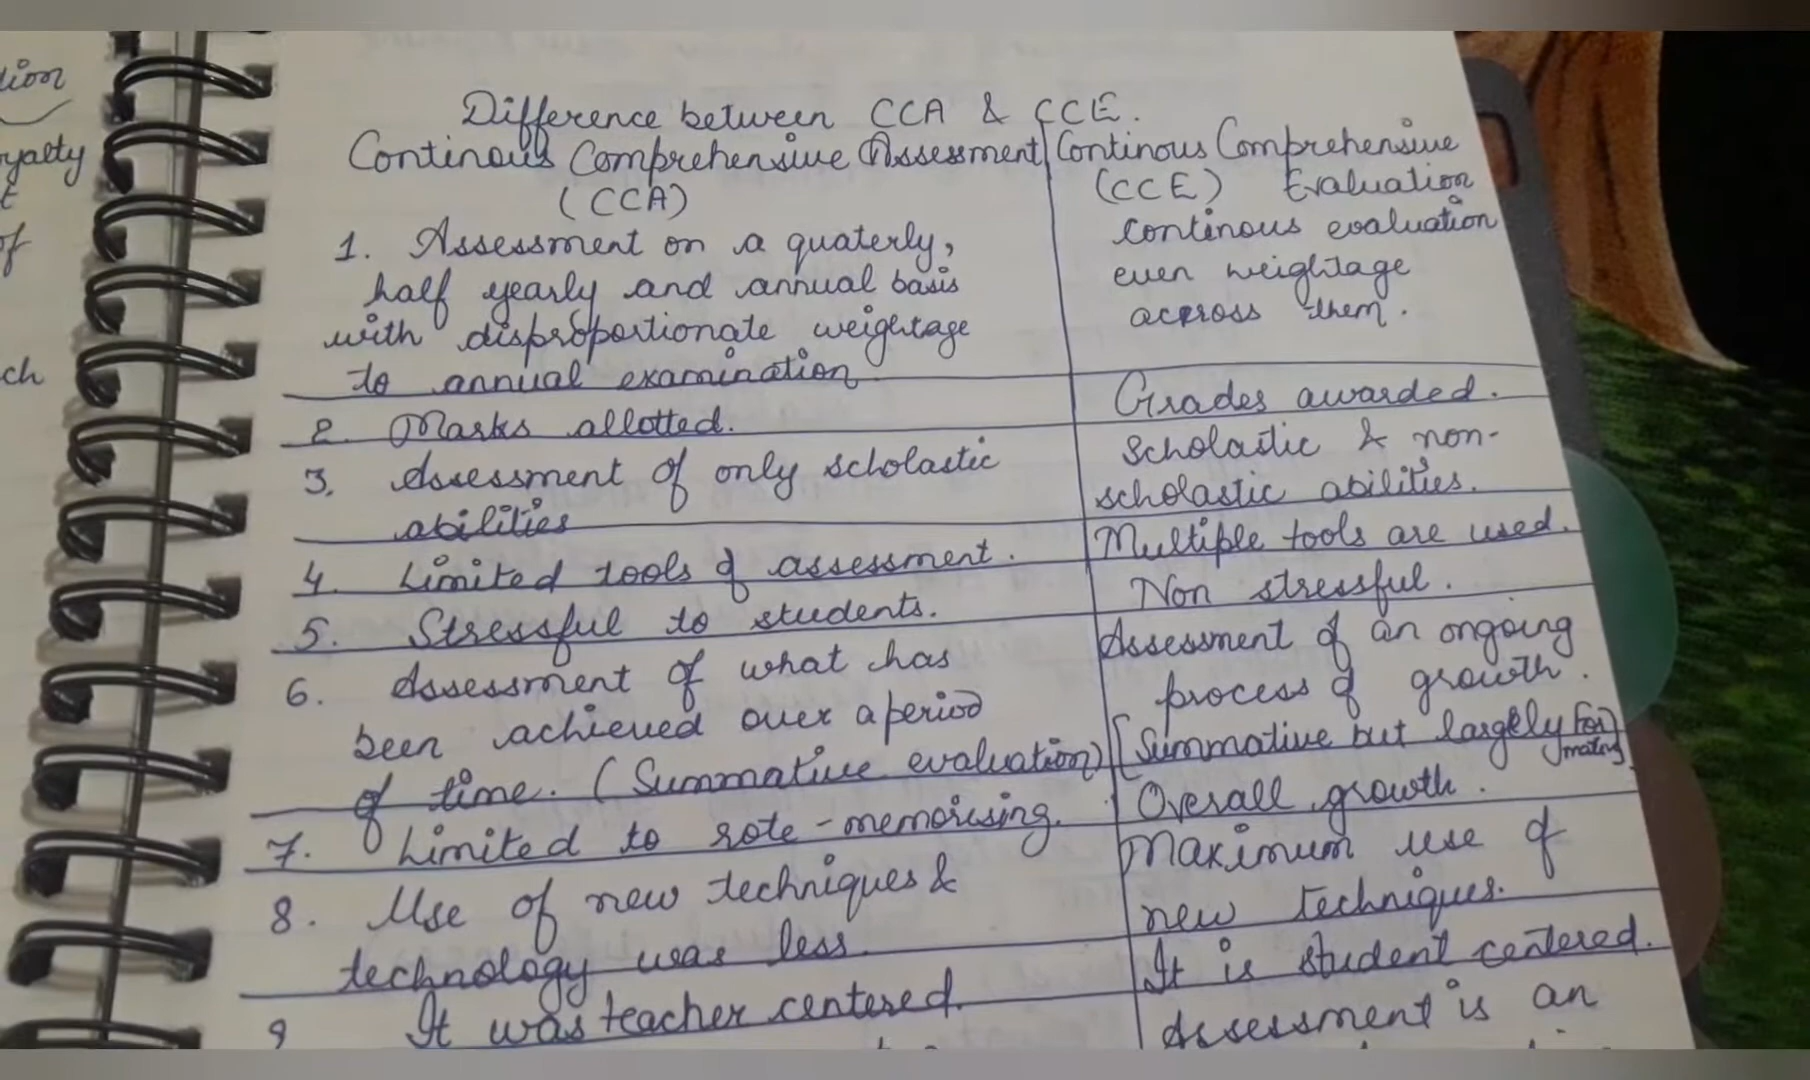 tion
oyalty
t
of
ch
Difference between CCA & CCE.
Continous Comprehensive Assessment
(CCA)
Continous Comprehensive
(CCE) Evaluation
1. Assessment on a quaterly,
half yearly and annual basis
with disproportionate weightage
to annual examination
continous evaluation
even weightage
accross them.
2. Marks allotted.
Grades awarded.
3. Assessment of only scholastic
abilities
Scholastic & non-
scholastic abilities.
4. Limited tools of assessment.
Multiple tools are used.
5. Stressful to students.
Non stressful.
6. Assessment of what has
been achieved over a period
of time. (Summative evaluation)
Assessment of an ongoing
process of growth.
[Summative but largely for
mative]
7. Limited to rote-memorising.
Overall growth.
8. Use of new techniques &
technology was less.
Maximum use of
new techniques.
9 It was teacher centered.
It is student centered.
Assessment is an